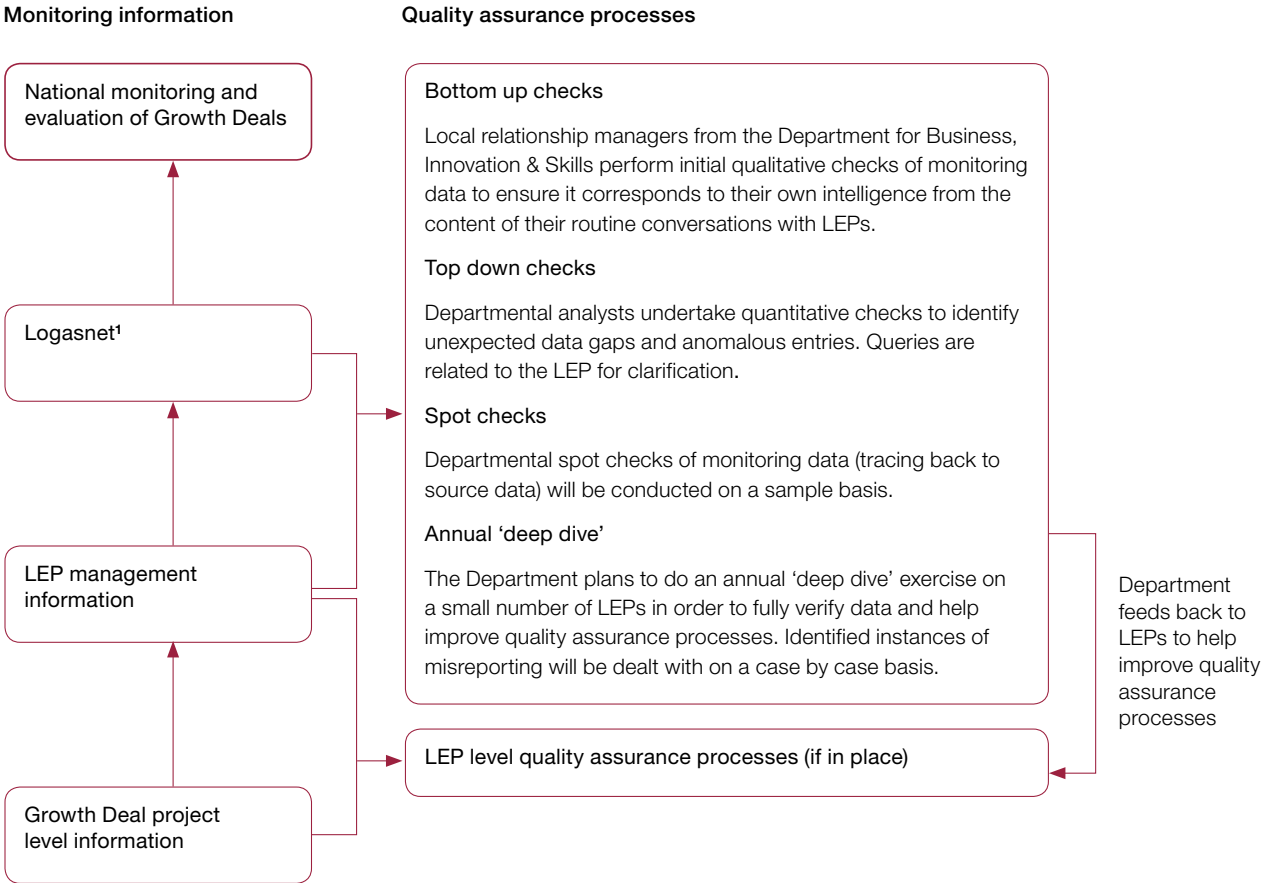 Monitoring information
Quality assurance processes
National monitoring and
evaluation of Growth Deals
Logasnet¹
LEP management
information
Growth Deal project
level information
Bottom up checks
Local relationship managers from the Department for Business,
Innovation & Skills perform initial qualitative checks of monitoring
data to ensure it corresponds to their own intelligence from the
content of their routine conversations with LEPs.
Top down checks
Departmental analysts undertake quantitative checks to identify
unexpected data gaps and anomalous entries. Queries are
related to the LEP for clarification.
Spot checks
Departmental spot checks of monitoring data (tracing back to
source data) will be conducted on a sample basis.
Annual ‘deep dive’
The Department plans to do an annual ‘deep dive’ exercise on
a small number of LEPs in order to fully verify data and help
improve quality assurance processes. Identified instances of
misreporting will be dealt with on a case by case basis.
LEP level quality assurance processes (if in place)
Department
feeds back to
LEPs to help
improve quality
assurance
processes